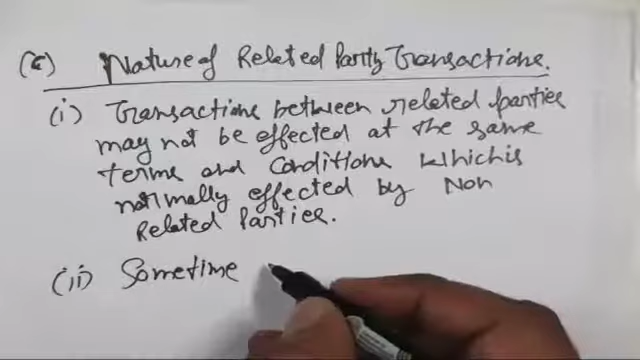 (C) Nature of Related Parity Transactions.
(i) Transactions between related parties
may not be effected at the same
terms and Conditions which is
normally effected by Non
Related Parties.
(ii) Sometime